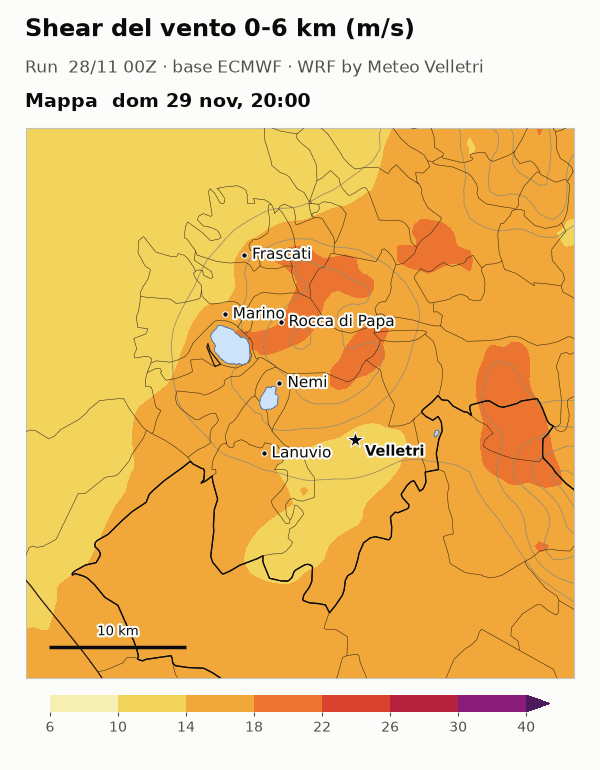 Shear del vento 0-6 km (m/s)
Run  28/11 00Z · base ECMWF · WRF by Meteo Velletri
Mappa  dom 29 nov, 20:00
Frascati
Marino
Rocca di Papa
Nemi
Velletri
Lanuvio
10 km
6 10 14 18 22 26 30 40